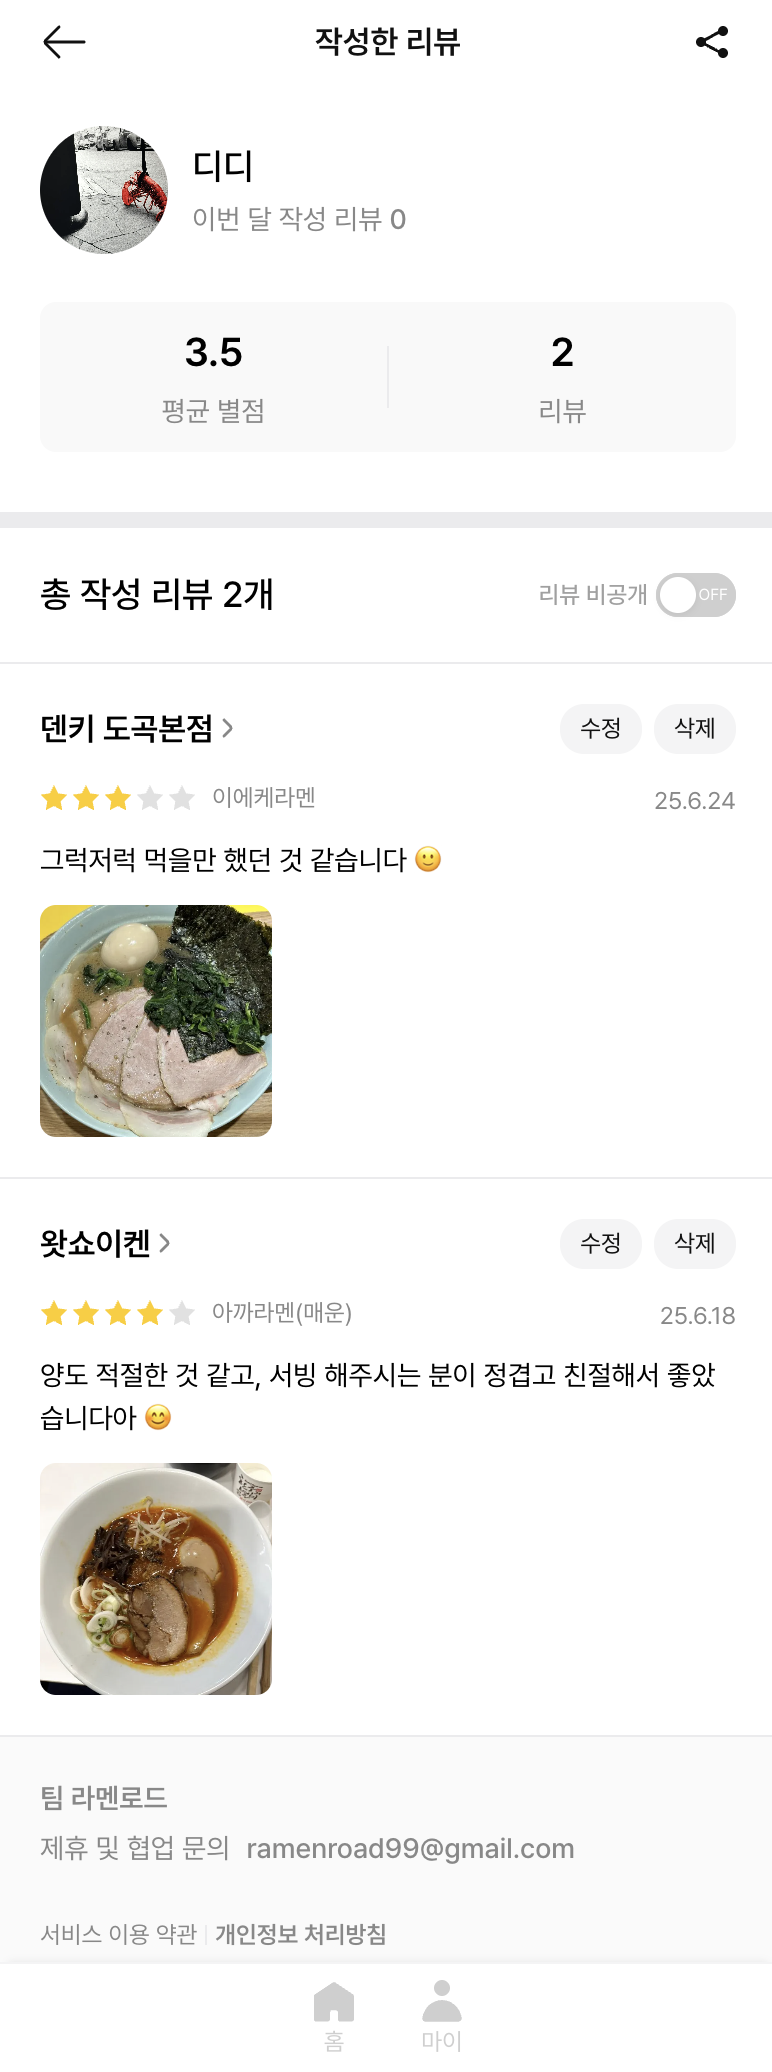 작성한 리뷰
디디
이번 달 작성 리뷰 0
3.5
평균 별점
2
리뷰
총 작성 리뷰 2개
리뷰 비공개 OFF
덴키 도곡본점
수정 삭제
이에케라멘
25.6.24
그럭저럭 먹을만 했던 것 같습니다 🙂
왓쇼이켄
수정 삭제
아까라멘(매운)
25.6.18
양도 적절한 것 같고, 서빙 해주시는 분이 정겹고 친절해서 좋았
습니다아 😊
팀 라멘로드
제휴 및 협업 문의 ramenroad99@gmail.com
서비스 이용 약관 개인정보 처리방침
홈 마이